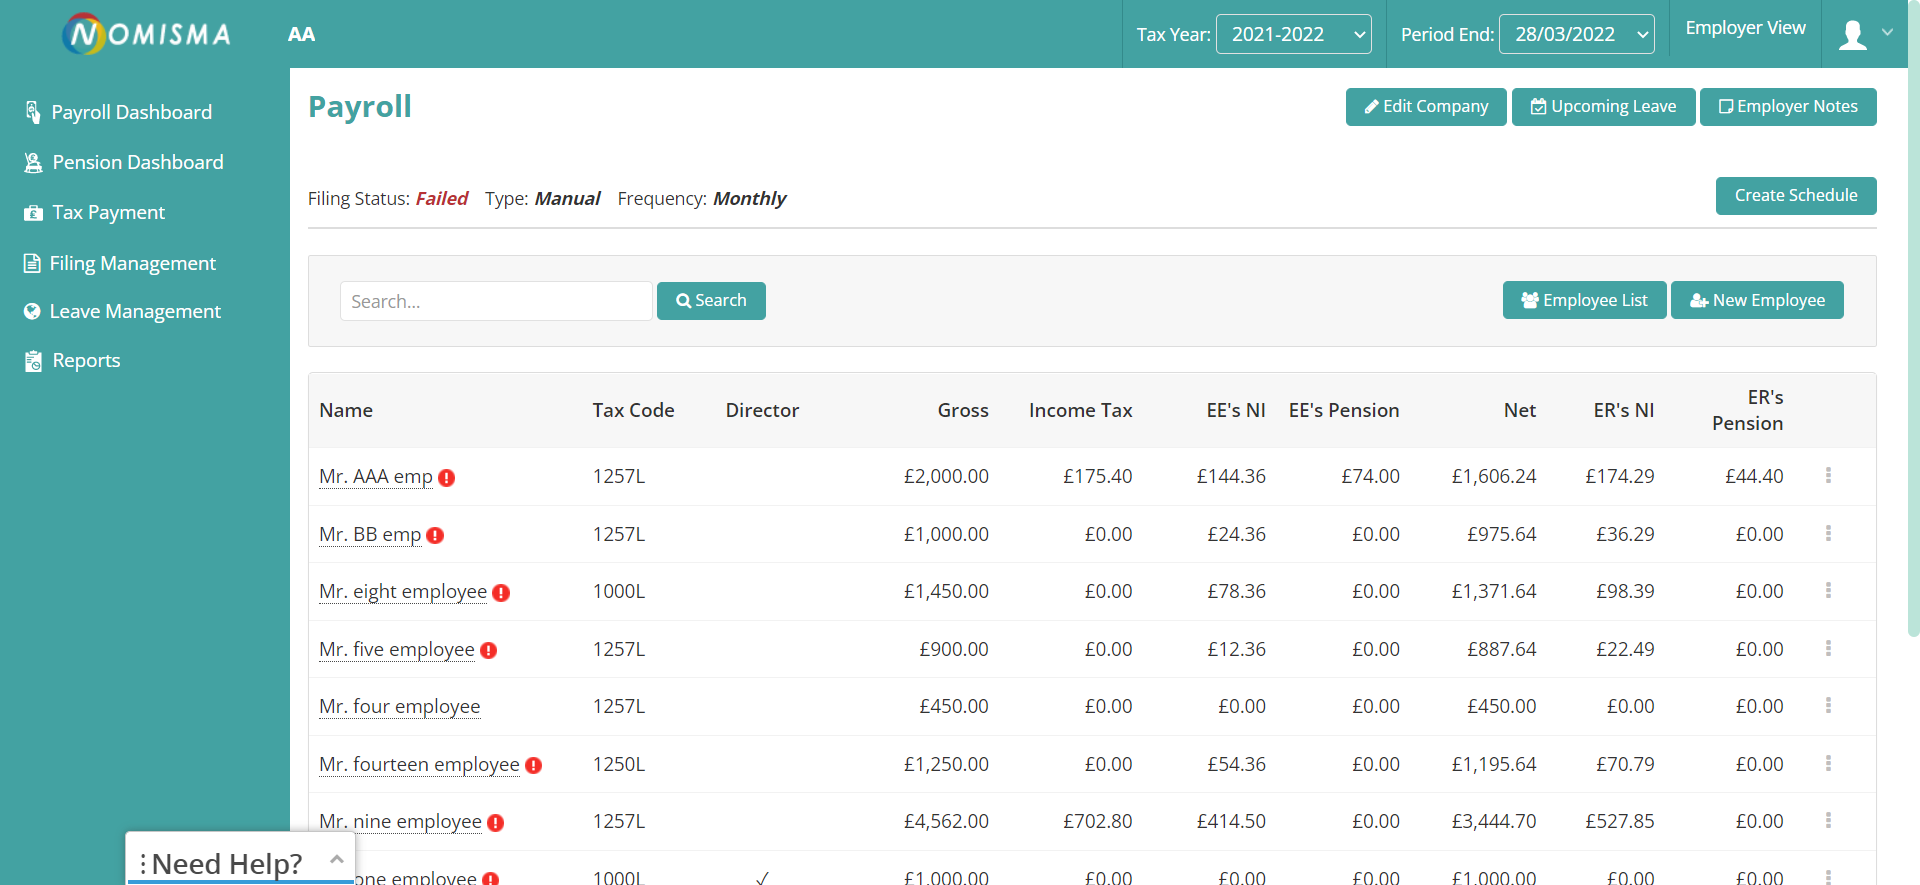 NOMISMA AA Tax Year: 2021-2022 Period End: 28/03/2022 Employer View
Payroll Dashboard
Pension Dashboard
Tax Payment
Filing Management
Leave Management
Reports
Payroll Edit Company Upcoming Leave Employer Notes
Filing Status: Failed Type: Manual Frequency: Monthly Create Schedule
Search... Search Employee List New Employee
Name Tax Code Director Gross Income Tax EE's NI EE's Pension Net ER's NI ER's Pension
Mr. AAA emp 1257L £2,000.00 £175.40 £144.36 £74.00 £1,606.24 £174.29 £44.40
Mr. BB emp 1257L £1,000.00 £0.00 £24.36 £0.00 £975.64 £36.29 £0.00
Mr. eight employee 1000L £1,450.00 £0.00 £78.36 £0.00 £1,371.64 £98.39 £0.00
Mr. five employee 1257L £900.00 £0.00 £12.36 £0.00 £887.64 £22.49 £0.00
Mr. four employee 1257L £450.00 £0.00 £0.00 £0.00 £450.00 £0.00 £0.00
Mr. fourteen employee 1250L £1,250.00 £0.00 £54.36 £0.00 £1,195.64 £70.79 £0.00
Mr. nine employee 1257L £4,562.00 £702.80 £414.50 £0.00 £3,444.70 £527.85 £0.00
one employee 1000L ✓ £1,000.00 £0.00 £0.00 £0.00 £1,000.00 £0.00 £0.00
Need Help?